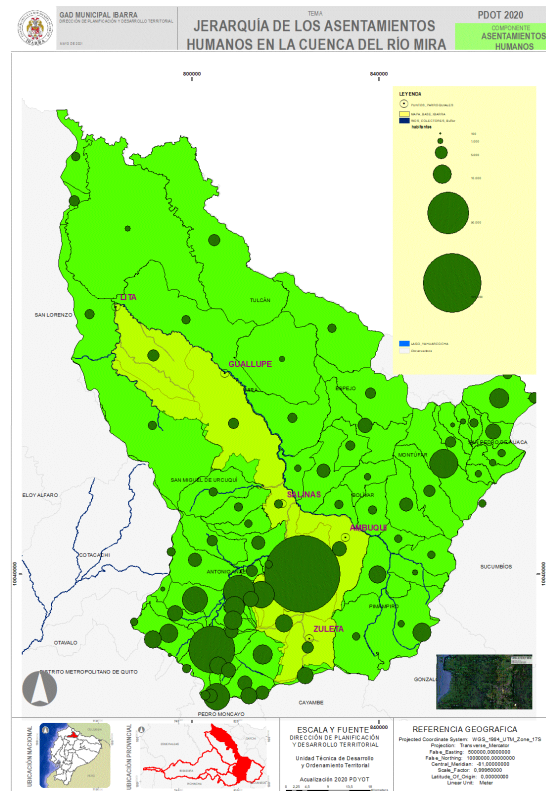 GAD MUNICIPAL IBARRA
DIRECCIÓN DE PLANIFICACIÓN
Y DESARROLLO TERRITORIAL
TEMA
JERARQUÍA DE LOS ASENTAMIENTOS
HUMANOS EN LA CUENCA DEL RÍO MIRA
PDOT 2020
COMPONENTE
ASENTAMIENTOS
HUMANOS
800000
840000
LEYENDA
habitantes
LITA
TULCÁN
SAN LORENZO
GUALLUPE
ESPEJO
MONTÚFAR
SAN MIGUEL DE URCUQUÍ
SALINAS
BOLÍVAR
ELOY ALFARO
AMBUQUI
COTACACHI
SUCUMBÍOS
ANTONIO
10040000
10040000
PIMAMPIRO
ZULETA
OTAVALO
DISTRITO METROPOLITANO DE QUITO
CAYAMBE
PEDRO MONCAYO
840000
UBICACIÓN NACIONAL
UBICACIÓN PROVINCIAL
ESCALA Y FUENTE
DIRECCIÓN DE PLANIFICACIÓN
Y DESARROLLO TERRITORIAL
Unidad Técnica de Desarrollo
y Ordenamiento Territorial
Acualización 2020 PDYOT
REFERENCIA GEOGRAFICA
Projected Coordinate System: WGS_1984_UTM_Zone_17S
Projection: Transverse_Mercator
False_Easting: 500000,00000000
False_Northing: 10000000,00000000
Central_Meridian: -81,00000000
Scale_Factor: 0,99960000
Latitude_Of_Origin: 0,00000000
Linear Unit: Meter